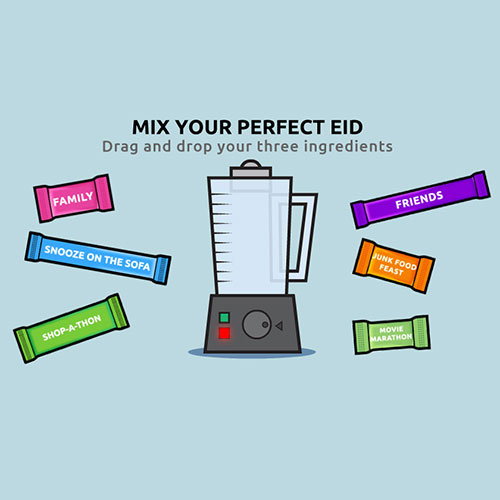 MIX YOUR PERFECT EID
Drag and drop your three ingredients
FAMILY
FRIENDS
SNOOZE ON THE SOFA
JUNK FOOD
FEAST
SHOP-A-THON
MOVIE
MARATHON